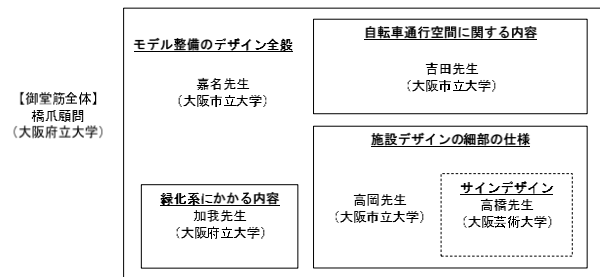 【御堂筋全体】
橋爪顧問
（大阪府立大学）
モデル整備のデザイン全般
嘉名先生
（大阪市立大学）
自転車通行空間に関する内容
吉田先生
（大阪市立大学）
施設デザインの細部の仕様
高岡先生
（大阪市立大学）
サインデザイン
高橋先生
（大阪芸術大学）
緑化系にかかる内容
加我先生
（大阪府立大学）